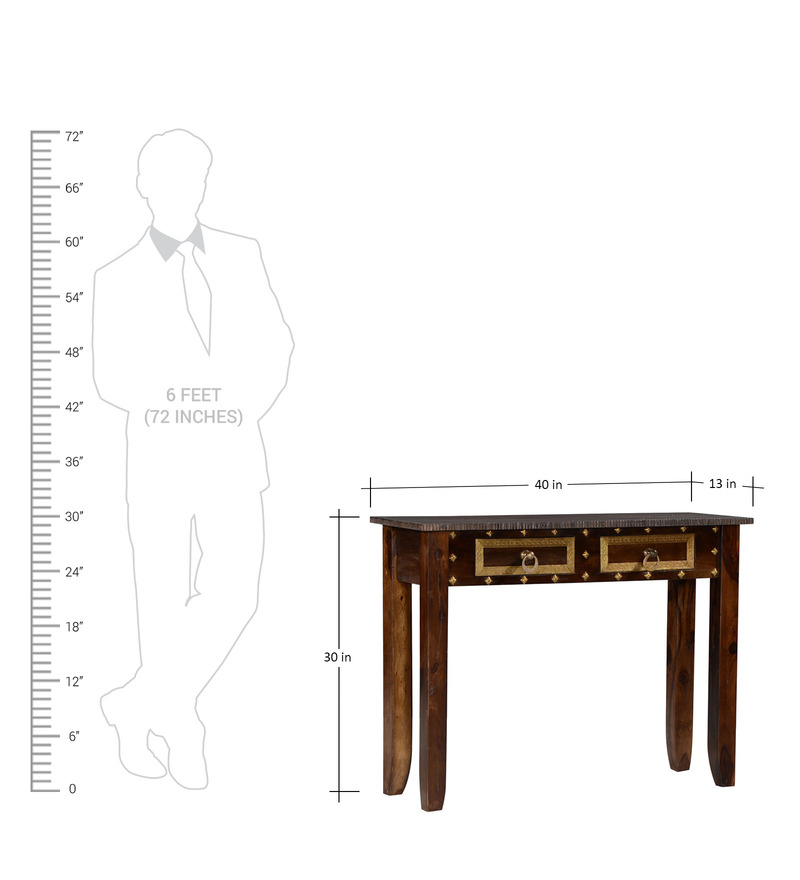 72”
66”
60”
54”
48”
6 FEET
(72 INCHES)
42”
36”
40 in
13 in
30”
24”
18”
30 in
12”
6”
0